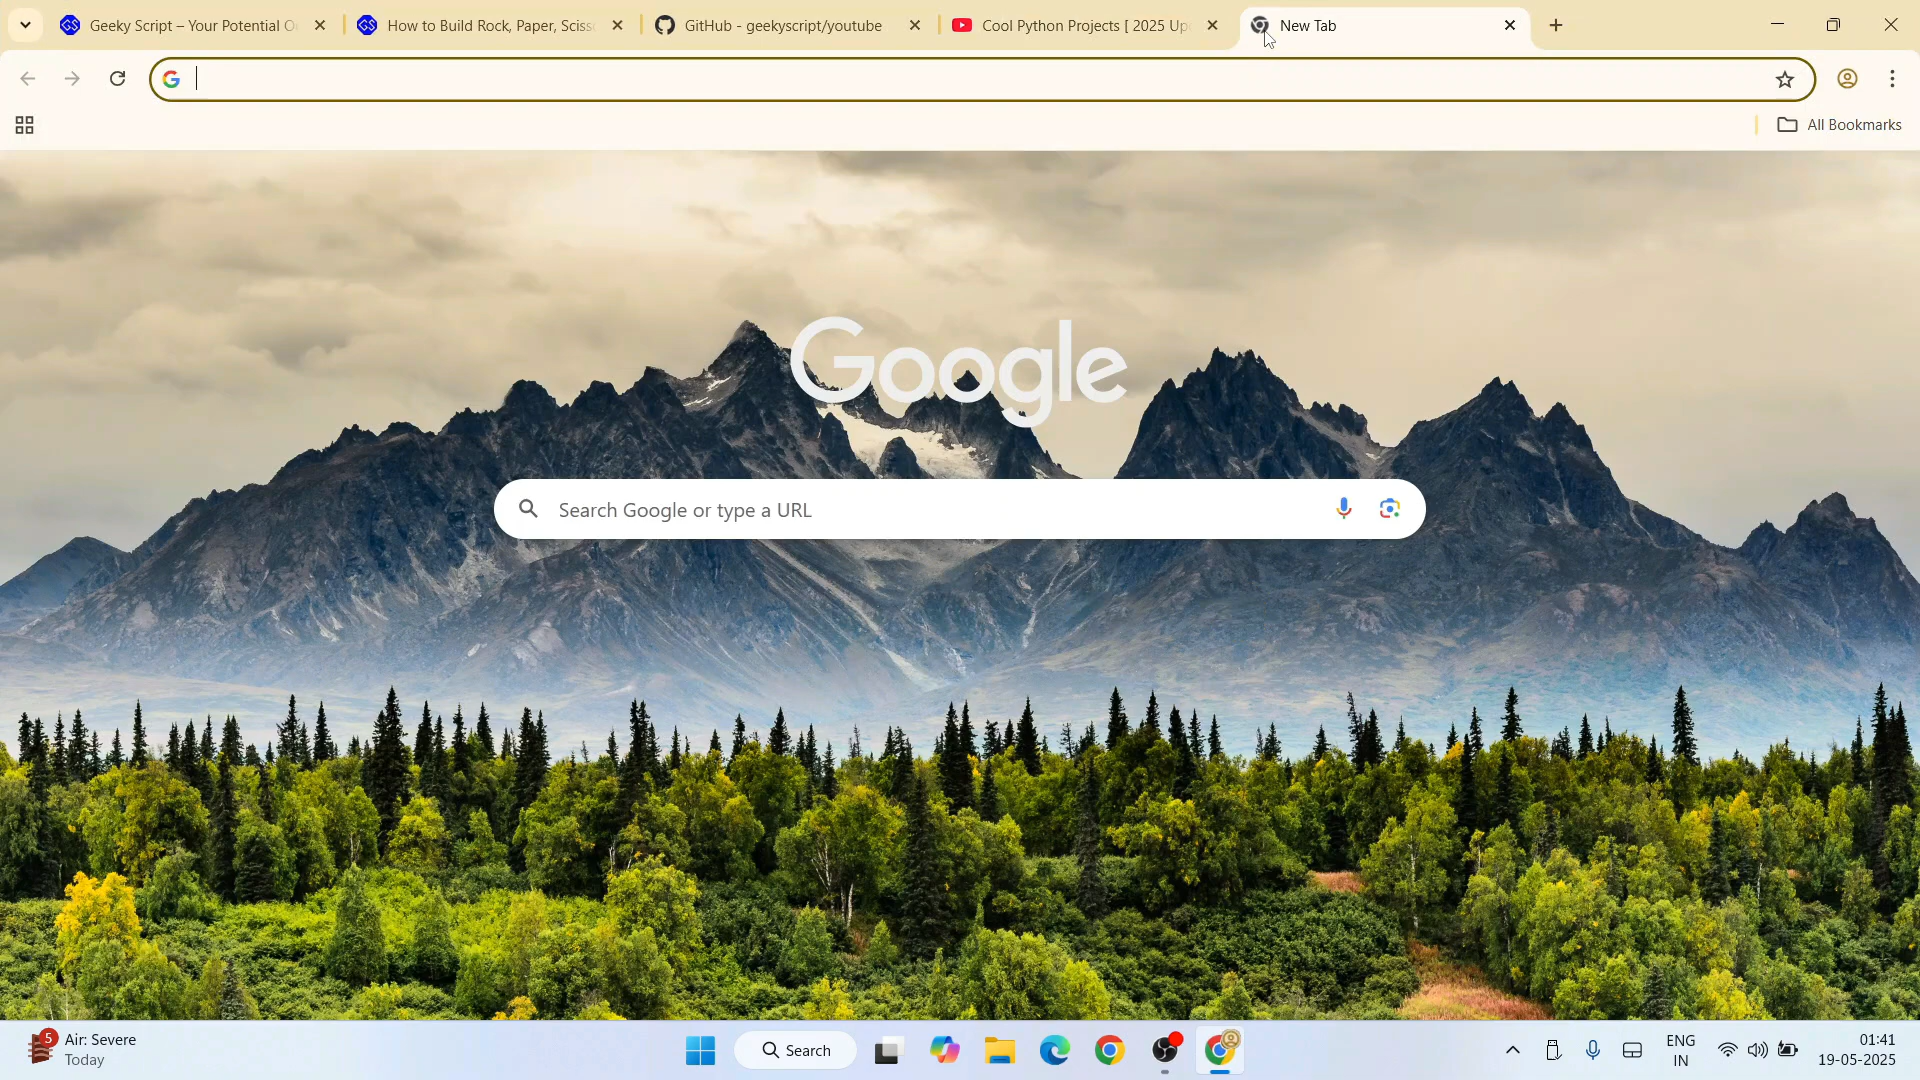 Geeky Script – Your Potential O
How to Build Rock, Paper, Sciss
GitHub - geekyscript/youtube
Cool Python Projects [ 2025 Up
New Tab
All Bookmarks
Google
Search Google or type a URL
5
Air: Severe
Today
Search
ENG
IN
01:41
19-05-2025